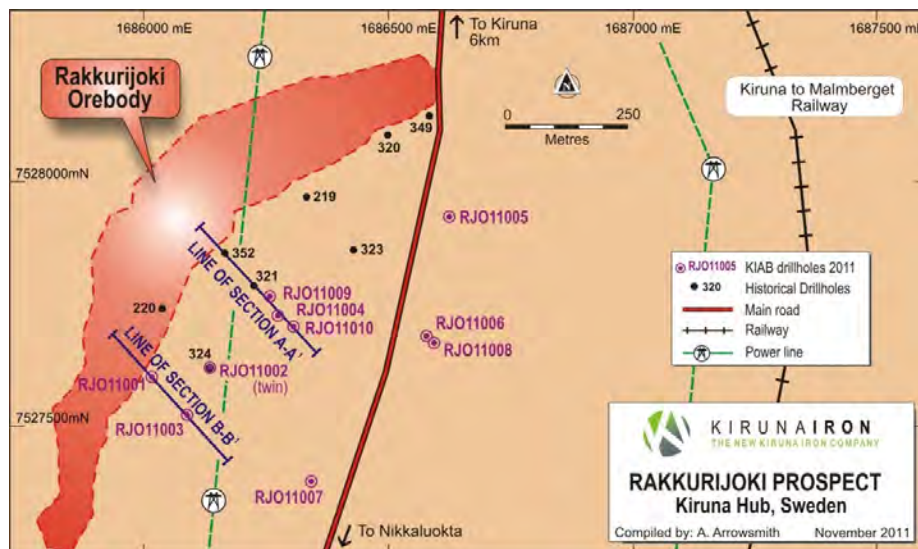 1686000 mE
1686500 mE
1687000 mE
1687500 mE
To Kiruna
6km
Rakkurijoki
Orebody
N
0 250
Metres
Kiruna to Malmberget
Railway
349
320
7528000mN
219
RJO11005
352
323
LINE OF SECTION A-A'
321
RJO11009
RJO11004
RJO11010
220
RJO11006
RJO11008
LINE OF SECTION B-B'
324
RJO11002
(twin)
RJO11001
7527500mN
RJO11003
RJO11007
To Nikkaluokta
RJO11005 KIAB drillholes 2011
320 Historical Drillholes
Main road
Railway
Power line
KIRUNAIRON
THE NEW KIRUNA IRON COMPANY
RAKKURIJOKI PROSPECT
Kiruna Hub, Sweden
Compiled by: A. Arrowsmith November 2011